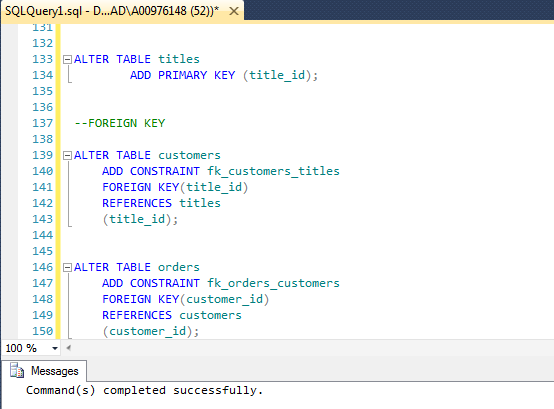 SQLQuery1.sql - D...AD\A00976148 (52))* ×
131
132
133 ALTER TABLE titles
134 ADD PRIMARY KEY (title_id);
135
136
137 --FOREIGN KEY
138
139 ALTER TABLE customers
140 ADD CONSTRAINT fk_customers_titles
141 FOREIGN KEY(title_id)
142 REFERENCES titles
143 (title_id);
144
145
146 ALTER TABLE orders
147 ADD CONSTRAINT fk_orders_customers
148 FOREIGN KEY(customer_id)
149 REFERENCES customers
150 (customer_id);
100 %
Messages
Command(s) completed successfully.